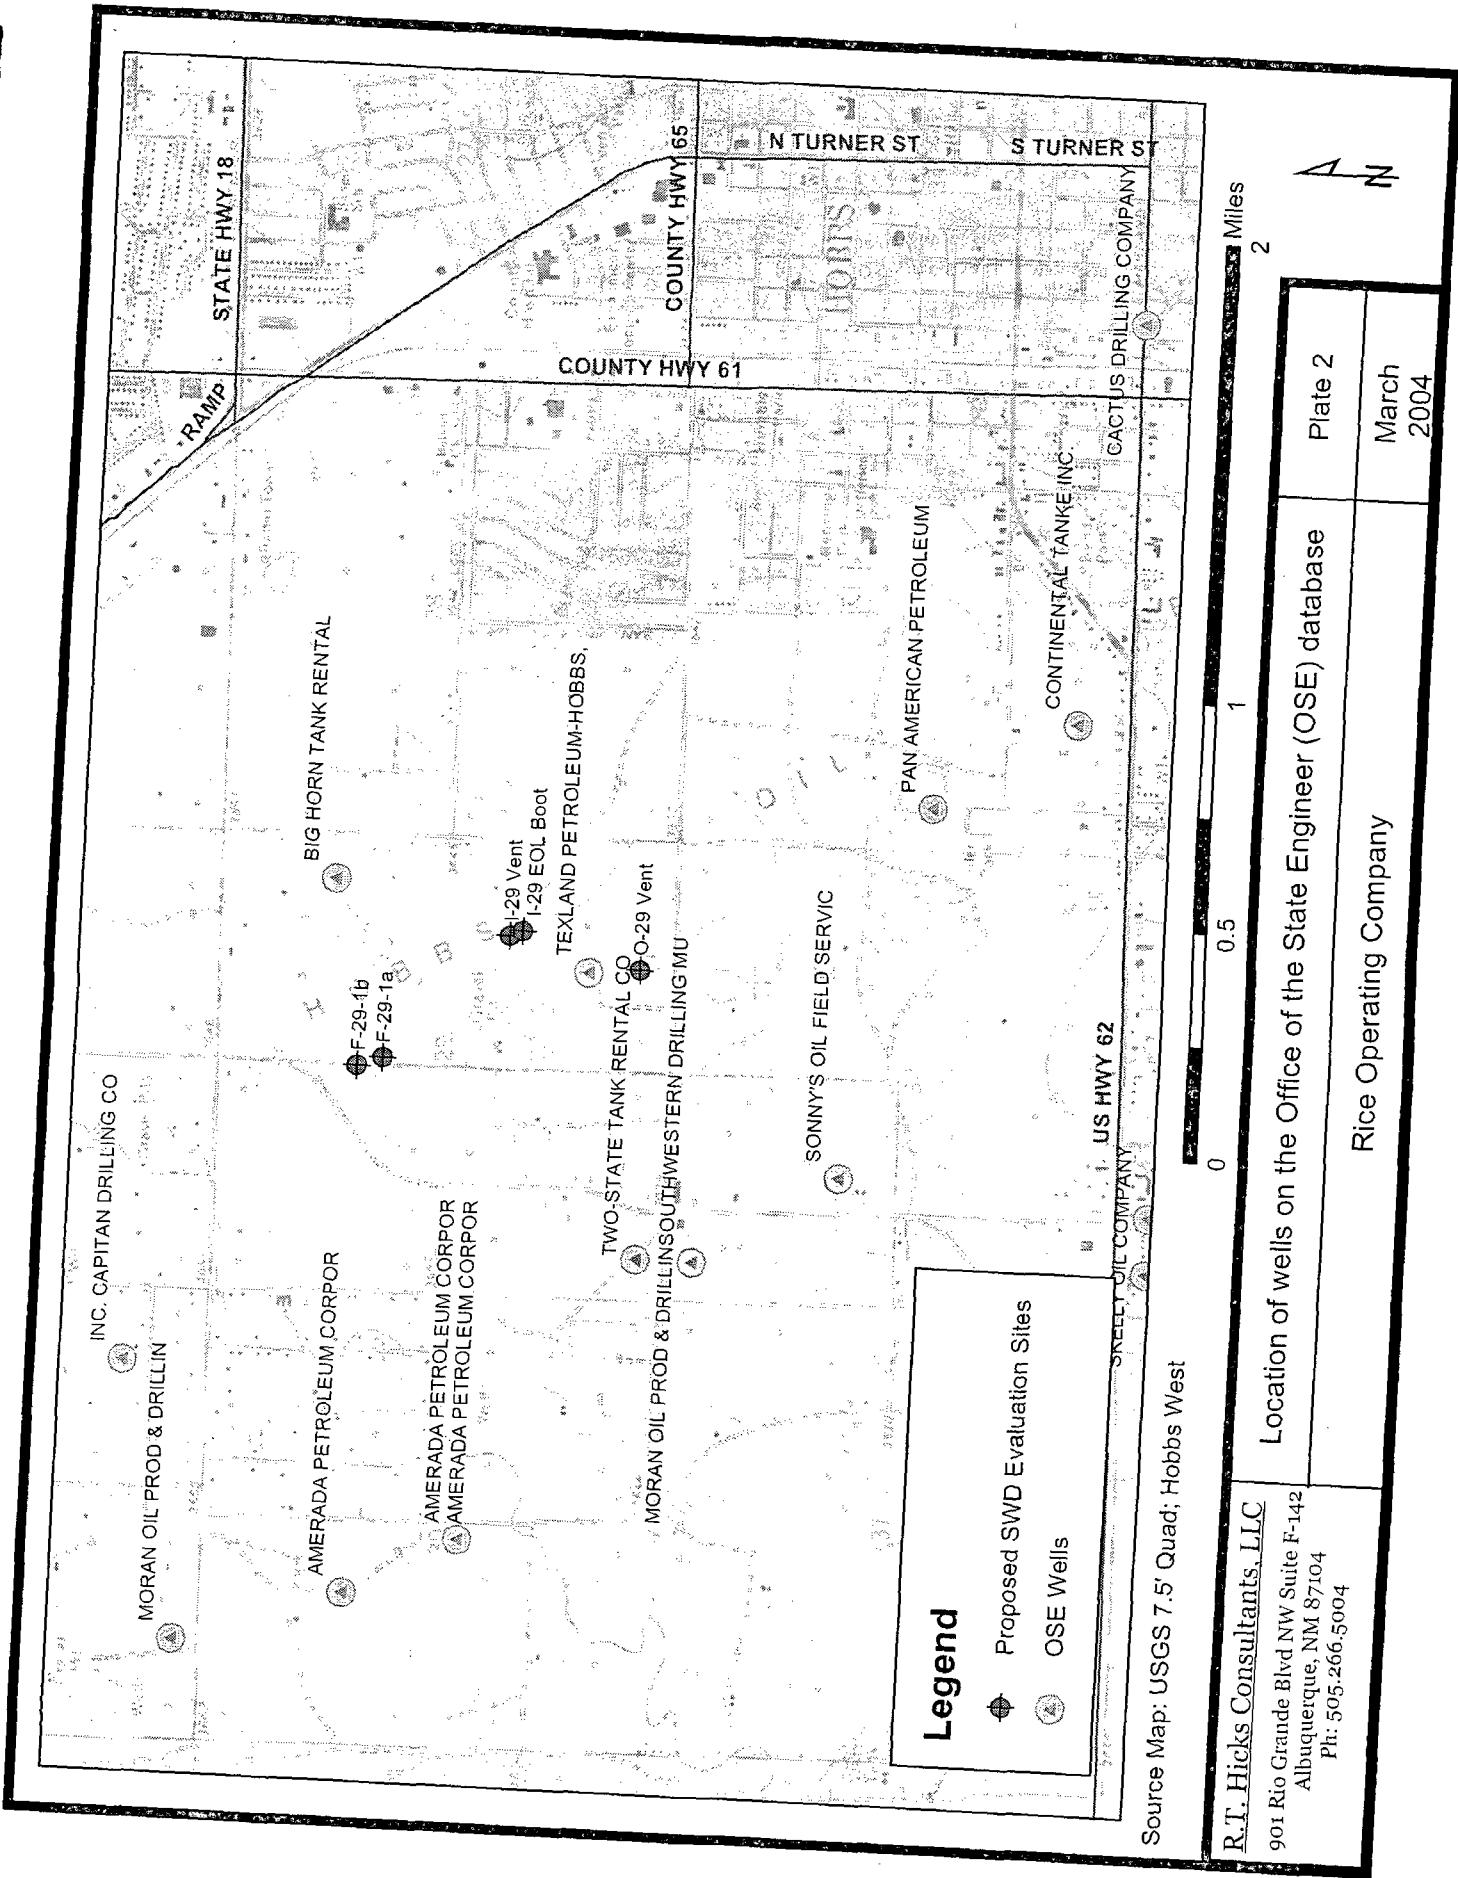 STATE HWY 18
RAMP
COUNTY HWY 65
N TURNER ST
S TURNER ST
COUNTY HWY 61
HOBBS
INC. CAPITAN DRILLING CO
MORAN OIL PROD & DRILLIN
BIG HORN TANK RENTAL
AMERADA PETROLEUM CORPOR
F-29-1b
F-29-1a
AMERADA PETROLEUM CORPOR
AMERADA PETROLEUM CORPOR
I-29 Vent
I-29 EOL Boot
TEXLAND PETROLEUM-HOBBS,
TWO-STATE TANK RENTAL CO
O-29 Vent
MORAN OIL PROD & DRILLINSOUTHWESTERN DRILLING MU
SONNY'S OIL FIELD SERVIC
PAN AMERICAN PETROLEUM
CONTINENTAL TANKE INC.
CACTUS DRILLING COMPANY
US HWY 62
SKELLY OIL COMPANY
Legend
Proposed SWD Evaluation Sites
OSE Wells
Source Map: USGS 7.5' Quad; Hobbs West
0 0.5 1 2
Miles
N
R.T. Hicks Consultants, LLC
901 Rio Grande Blvd NW Suite F-142
Albuquerque, NM 87104
Ph: 505.266.5004
Location of wells on the Office of the State Engineer (OSE) database
Rice Operating Company
Plate 2
March
2004